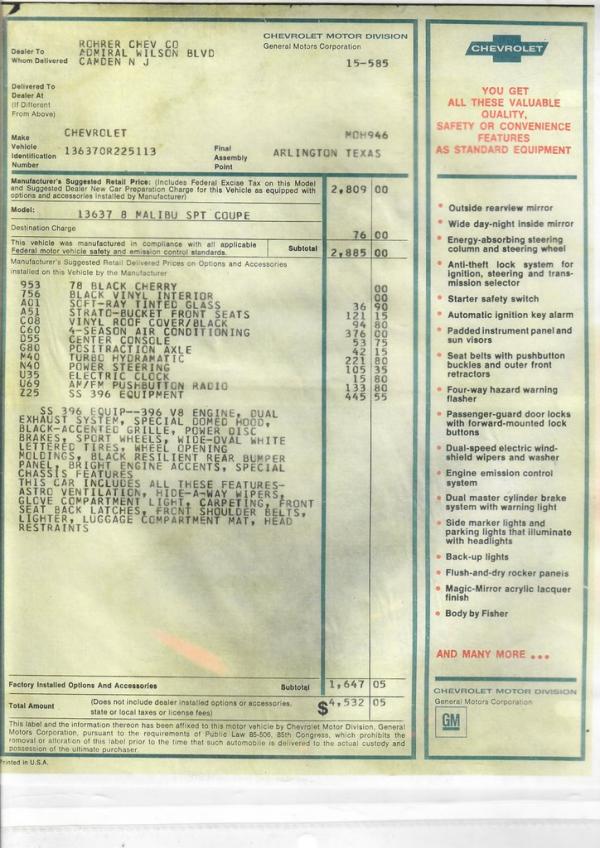 CHEVROLET MOTOR DIVISION
General Motors Corporation
Dealer To
Whom Delivered
ROHRER CHEV CO
ADMIRAL WILSON BLVD
CAMDEN N J
15-585
Delivered To
Dealer At
(If Different
From Above)
Make CHEVROLET MOH946
Vehicle
Identification
Number
136370R225113
Final
Assembly
Point
ARLINGTON TEXAS
Manufacturer's Suggested Retail Price: (Includes Federal Excise Tax on this Model
and Suggested Dealer New Car Preparation Charge for this Vehicle as equipped with
options and accessories installed by Manufacturer)
2,809 00
Model: 13637 8 MALIBU SPT COUPE
Destination Charge 76 00
This vehicle was manufactured in compliance with all applicable
Federal motor vehicle safety and emission control standards.
Subtotal 2,885 00
Manufacturer's Suggested Retail Delivered Prices on Options and Accessories
installed on this Vehicle by the Manufacturer
953 78 BLACK CHERRY 00
756 BLACK VINYL INTERIOR 00
A01 SOFT-RAY TINTED GLASS 36 90
A51 STRATO-BUCKET FRONT SEATS 121 15
C08 VINYL ROOF COVER/BLACK 94 80
C60 4-SEASON AIR CONDITIONING 376 00
D55 CENTER CONSOLE 53 75
G80 POSITRACTION AXLE 42 15
M40 TURBO HYDRAMATIC 221 80
N40 POWER STEERING 105 35
U35 ELECTRIC CLOCK 15 80
U69 AM/FM PUSHBUTTON RADIO 133 80
Z25 SS 396 EQUIPMENT 445 55
SS 396 EQUIP--396 V8 ENGINE, DUAL
EXHAUST SYSTEM, SPECIAL DOMED HOOD,
BLACK-ACCENTED GRILLE, POWER DISC
BRAKES, SPORT WHEELS, WIDE-OVAL WHITE
LETTERED TIRES, WHEEL OPENING
MOLDINGS, BLACK RESILIENT REAR BUMPER
PANEL, BRIGHT ENGINE ACCENTS, SPECIAL
CHASSIS FEATURES
THIS CAR INCLUDES ALL THESE FEATURES-
ASTRO VENTILATION, HIDE-A-WAY WIPERS,
GLOVE COMPARTMENT LIGHT, CARPETING, FRONT
SEAT BACK LATCHES, FRONT SHOULDER BELTS,
LIGHTER, LUGGAGE COMPARTMENT MAT, HEAD
RESTRAINTS
Factory Installed Options And Accessories Subtotal 1,647 05
Total Amount
(Does not include dealer installed options or accessories,
state or local taxes or license fees)
$4,532 05
This label and the information thereon has been affixed to this motor vehicle by Chevrolet Motor Division, General
Motors Corporation, pursuant to the requirements of Public Law 85-506, 85th Congress, which prohibits the
removal or alteration of this label prior to the time that such automobile is delivered to the actual custody and
possession of the ultimate purchaser.
Printed in U.S.A.
CHEVROLET
YOU GET
ALL THESE VALUABLE
QUALITY,
SAFETY OR CONVENIENCE
FEATURES
AS STANDARD EQUIPMENT
• Outside rearview mirror
• Wide day-night inside mirror
• Energy-absorbing steering
column and steering wheel
• Anti-theft lock system for
ignition, steering and trans-
mission selector
• Starter safety switch
• Automatic ignition key alarm
• Padded instrument panel and
sun visors
• Seat belts with pushbutton
buckles and outer front
retractors
• Four-way hazard warning
flasher
• Passenger-guard door locks
with forward-mounted lock
buttons
• Dual-speed electric wind-
shield wipers and washer
• Engine emission control
system
• Dual master cylinder brake
system with warning light
• Side marker lights and
parking lights that illuminate
with headlights
• Back-up lights
• Flush-and-dry rocker panels
• Magic-Mirror acrylic lacquer
finish
• Body by Fisher
AND MANY MORE ...
CHEVROLET MOTOR DIVISION
General Motors Corporation
GM